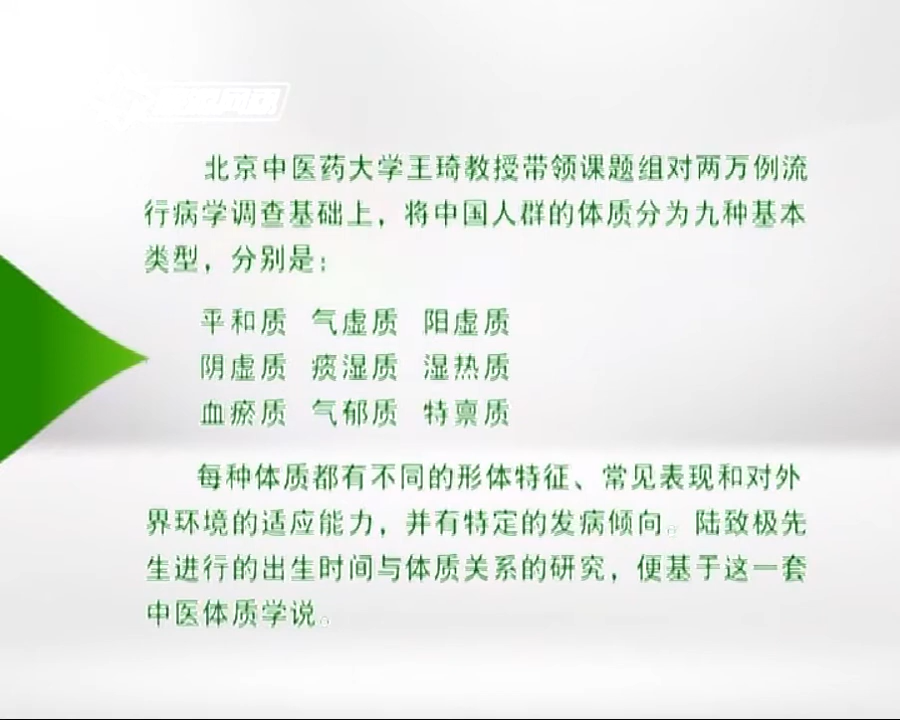 北京中医药大学王琦教授带领课题组对两万例流
行病学调查基础上，将中国人群的体质分为九种基本
类型，分别是：
平和质 气虚质 阳虚质
阴虚质 痰湿质 湿热质
血瘀质 气郁质 特禀质
每种体质都有不同的形体特征、常见表现和对外
界环境的适应能力，并有特定的发病倾向。陆致极先
生进行的出生时间与体质关系的研究，便基于这一套
中医体质学说。